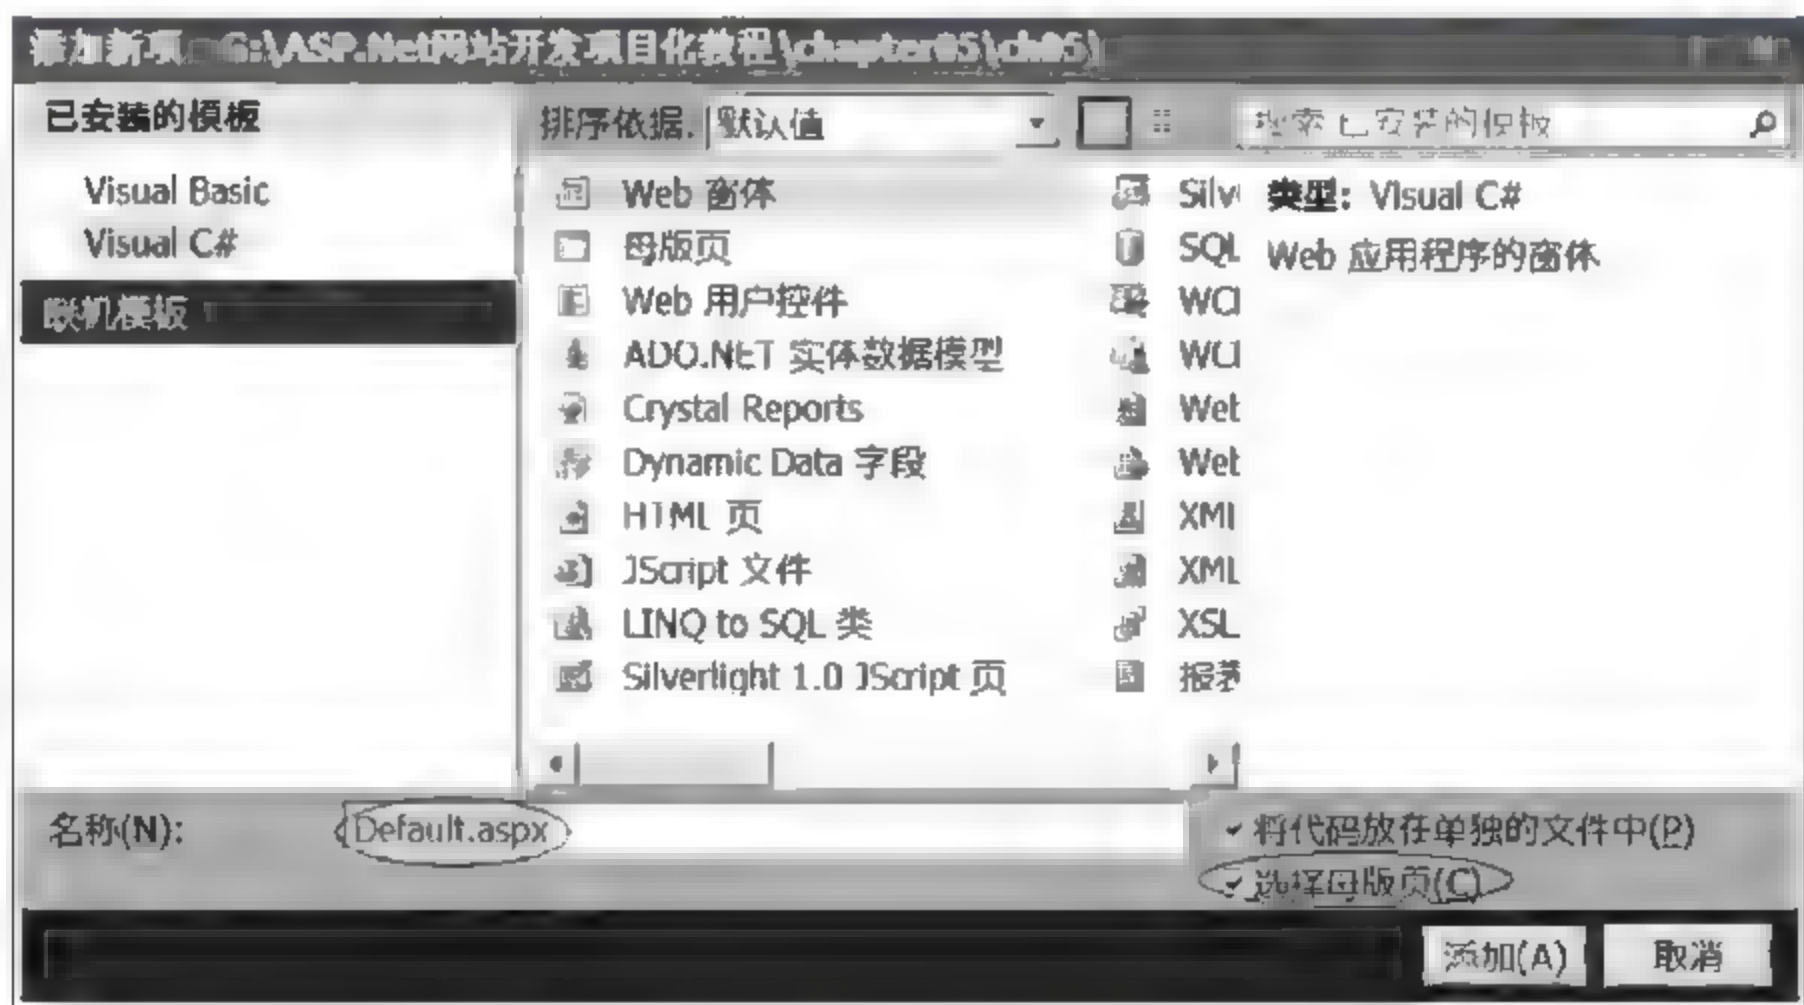 添加新项 - G:\ASP.Net网站开发项目化教程\chapter05\ch05\
已安装的模板
Visual Basic
Visual C#
联机模板
排序依据: 默认值
搜索 已安装的模板
Web 窗体
母版页
Web 用户控件
ADO.NET 实体数据模型
Crystal Reports
Dynamic Data 字段
HTML 页
JScript 文件
LINQ to SQL 类
Silverlight 1.0 JScript 页
Silv
SQL
WCI
WCI
Wet
Wet
XMl
XML
XSL
报表
类型: Visual C#
Web 应用程序的窗体
名称(N):
Default.aspx
将代码放在单独的文件中(P)
选择母版页(C)
添加(A)
取消